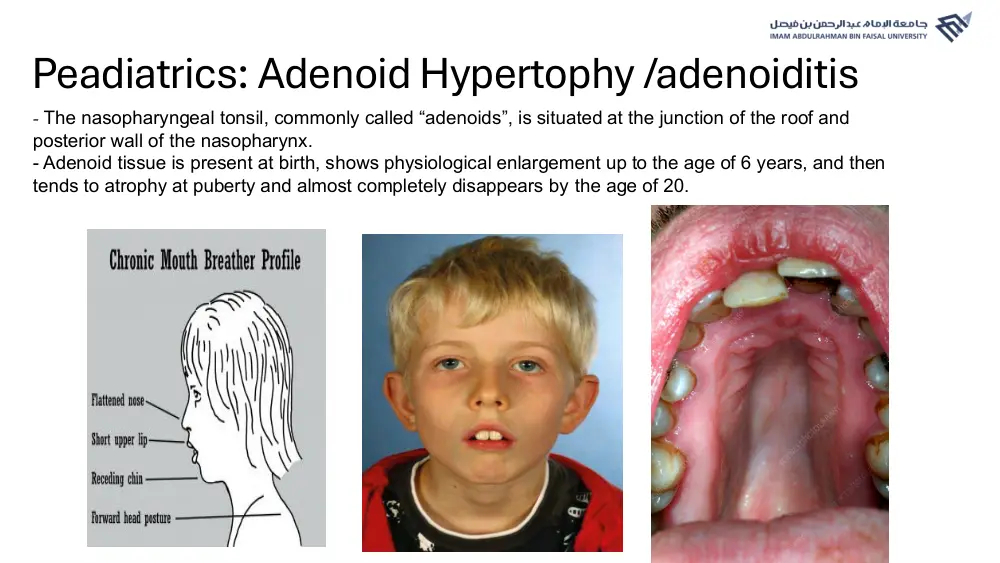 جامعة الإمام عبدالرحمن بن فيصل
IMAM ABDULRAHMAN BIN FAISAL UNIVERSITY
Peadiatrics: Adenoid Hypertophy /adenoiditis
- The nasopharyngeal tonsil, commonly called “adenoids”, is situated at the junction of the roof and
posterior wall of the nasopharynx.
- Adenoid tissue is present at birth, shows physiological enlargement up to the age of 6 years, and then
tends to atrophy at puberty and almost completely disappears by the age of 20.
Chronic Mouth Breather Profile
Flattened nose
Short upper lip
Receding chin
Forward head posture